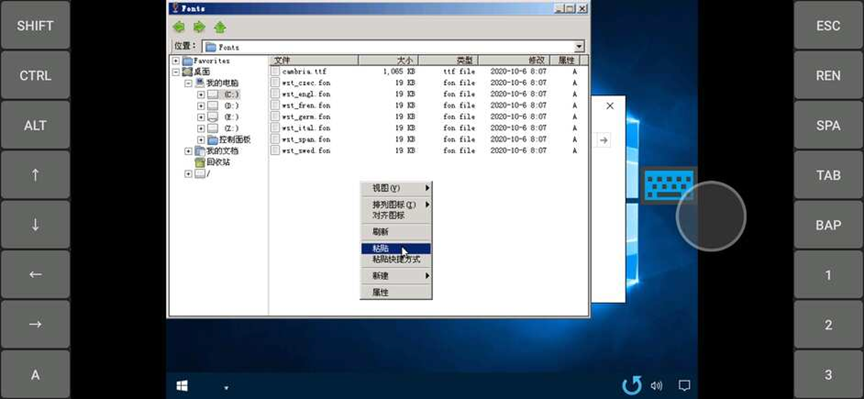 SHIFT
CTRL
ALT
↑
↓
←
→
A
Fonts
位置：
Fonts
Favorites
桌面
我的电脑
(C:)
(D:)
(E:)
(Z:)
控制面板
我的文档
回收站
/
文件 大小 类型 修改 属性
cambria.ttf 1,065 KB ttf file 2020-10-6 8:07 A
wst_czec.fon 19 KB fon file 2020-10-6 8:07 A
wst_engl.fon 19 KB fon file 2020-10-6 8:07 A
wst_fren.fon 19 KB fon file 2020-10-6 8:07 A
wst_germ.fon 19 KB fon file 2020-10-6 8:07 A
wst_ital.fon 19 KB fon file 2020-10-6 8:07 A
wst_span.fon 19 KB fon file 2020-10-6 8:07 A
wst_swed.fon 19 KB fon file 2020-10-6 8:07 A
视图(V)
排列图标(I)
对齐图标
刷新
粘贴
粘贴快捷方式
新建
属性
ESC
REN
SPA
TAB
BAP
1
2
3